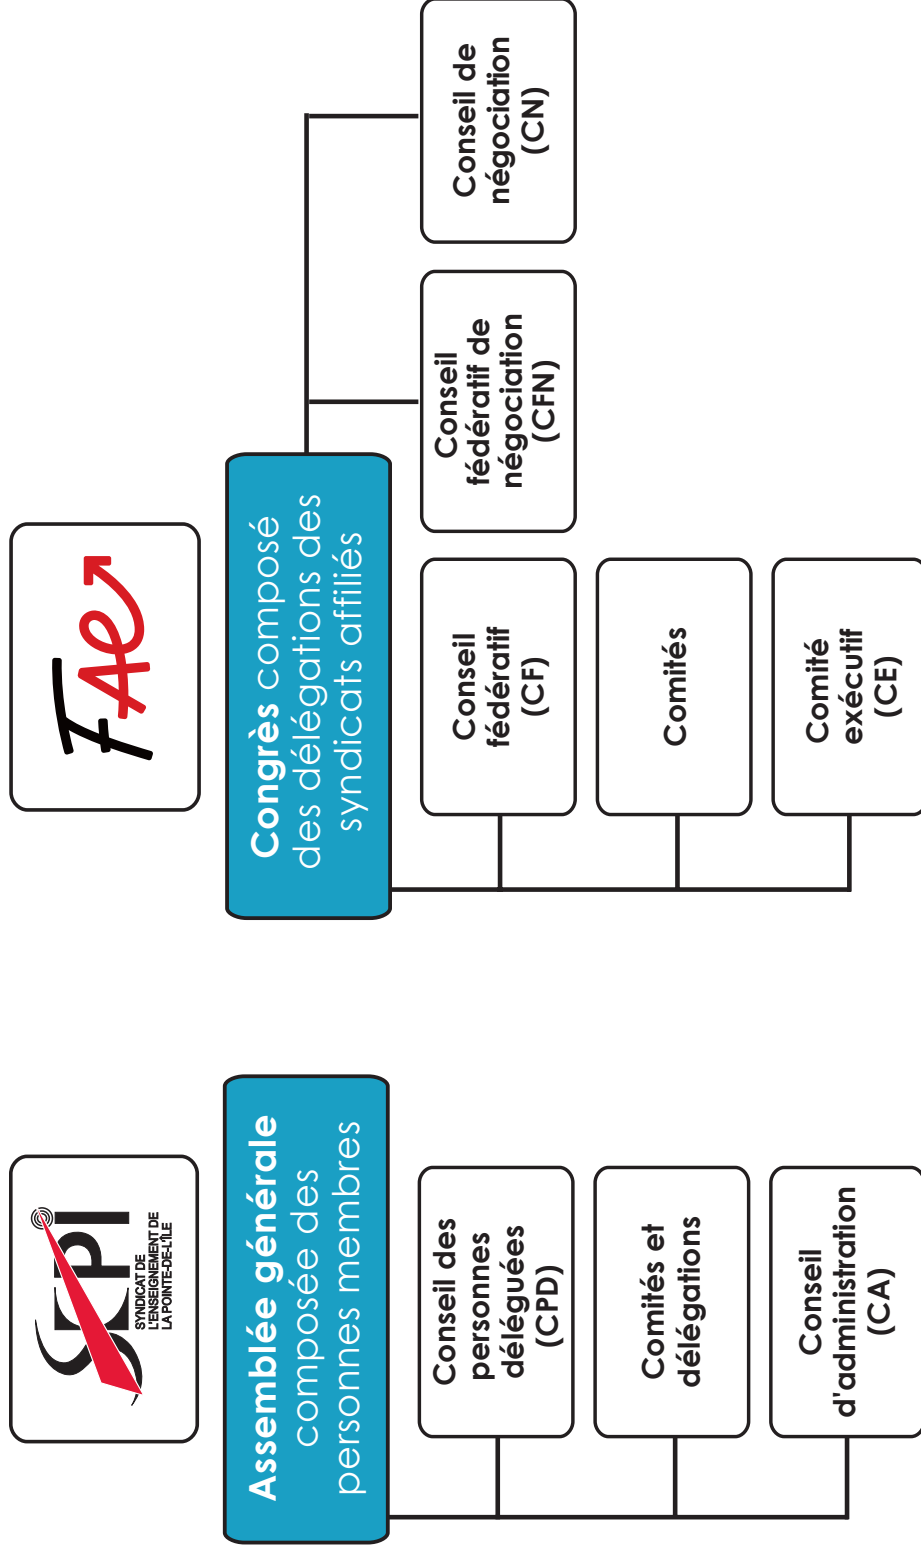 SEPI
SYNDICAT DE
L'ENSEIGNEMENT DE
LA POINTE-DE-L'ÎLE
Assemblée générale
composée des
personnes membres
Conseil des
personnes
déléguées
(CPD)
Comités et
délégations
Conseil
d'administration
(CA)
FAe
Congrès composé
des délégations des
syndicats affiliés
Conseil
fédératif
(CF)
Comités
Comité
exécutif
(CE)
Conseil
fédératif de
négociation
(CFN)
Conseil de
négociation
(CN)